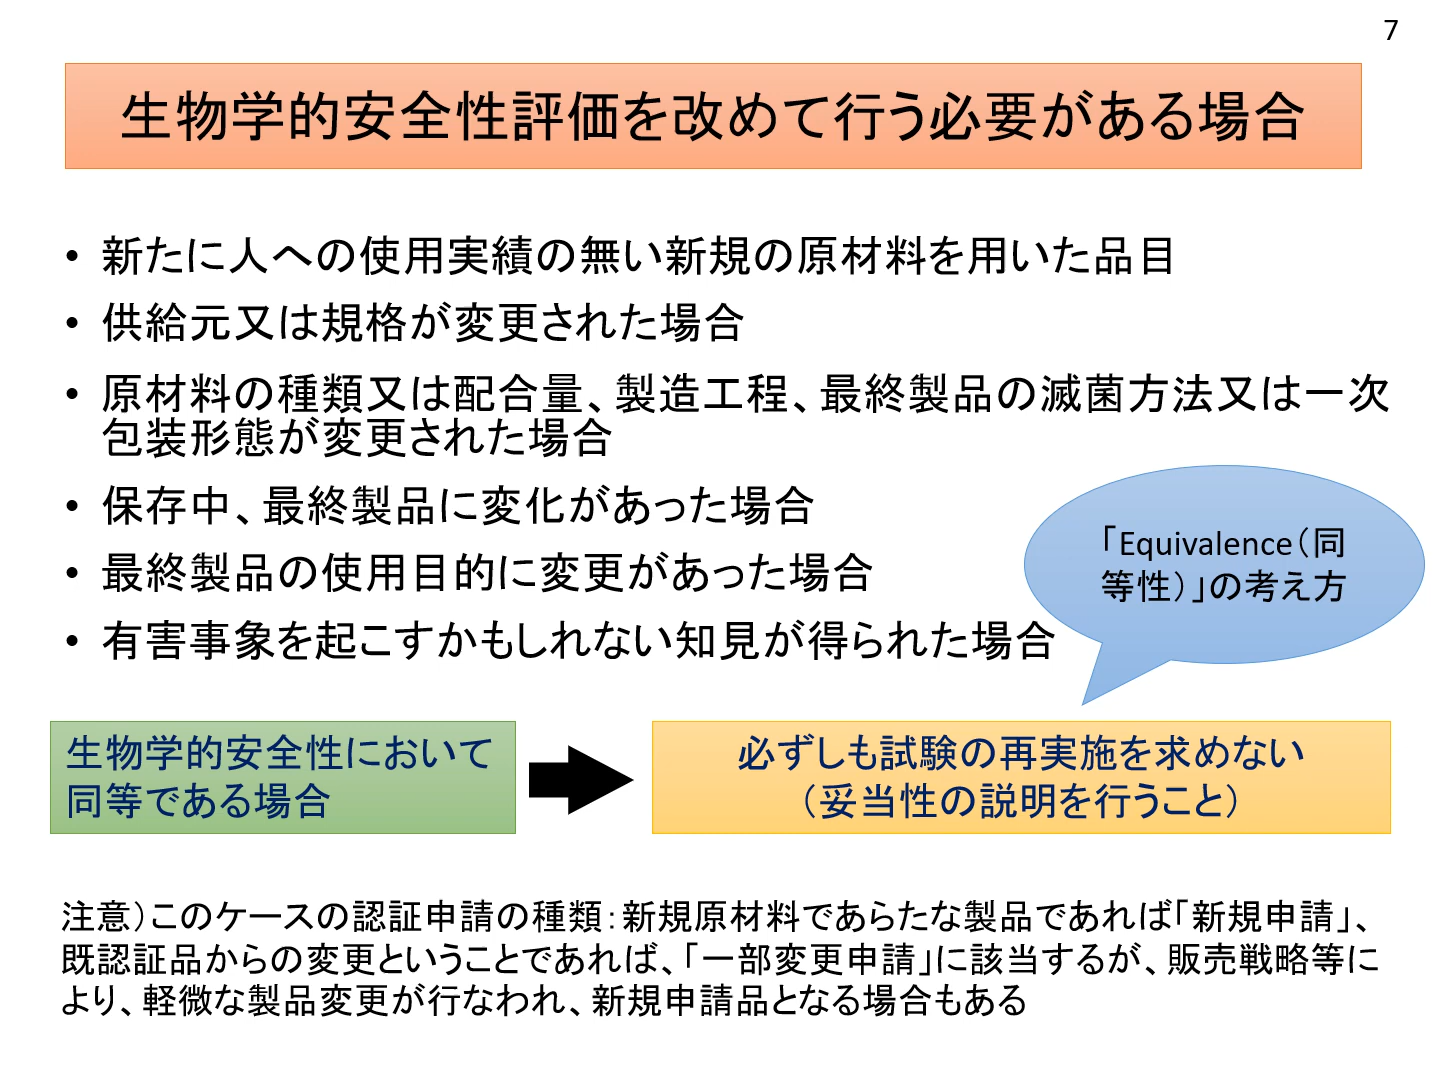 7
生物学的安全性評価を改めて行う必要がある場合
• 新たに人への使用実績の無い新規の原材料を用いた品目
• 供給元又は規格が変更された場合
• 原材料の種類又は配合量、製造工程、最終製品の滅菌方法又は一次
包装形態が変更された場合
• 保存中、最終製品に変化があった場合
• 最終製品の使用目的に変更があった場合
• 有害事象を起こすかもしれない知見が得られた場合
「Equivalence（同
等性）」の考え方
生物学的安全性において
同等である場合
必ずしも試験の再実施を求めない
（妥当性の説明を行うこと）
注意）このケースの認証申請の種類：新規原材料であらたな製品であれば「新規申請」、
既認証品からの変更ということであれば、「一部変更申請」に該当するが、販売戦略等に
より、軽微な製品変更が行なわれ、新規申請品となる場合もある